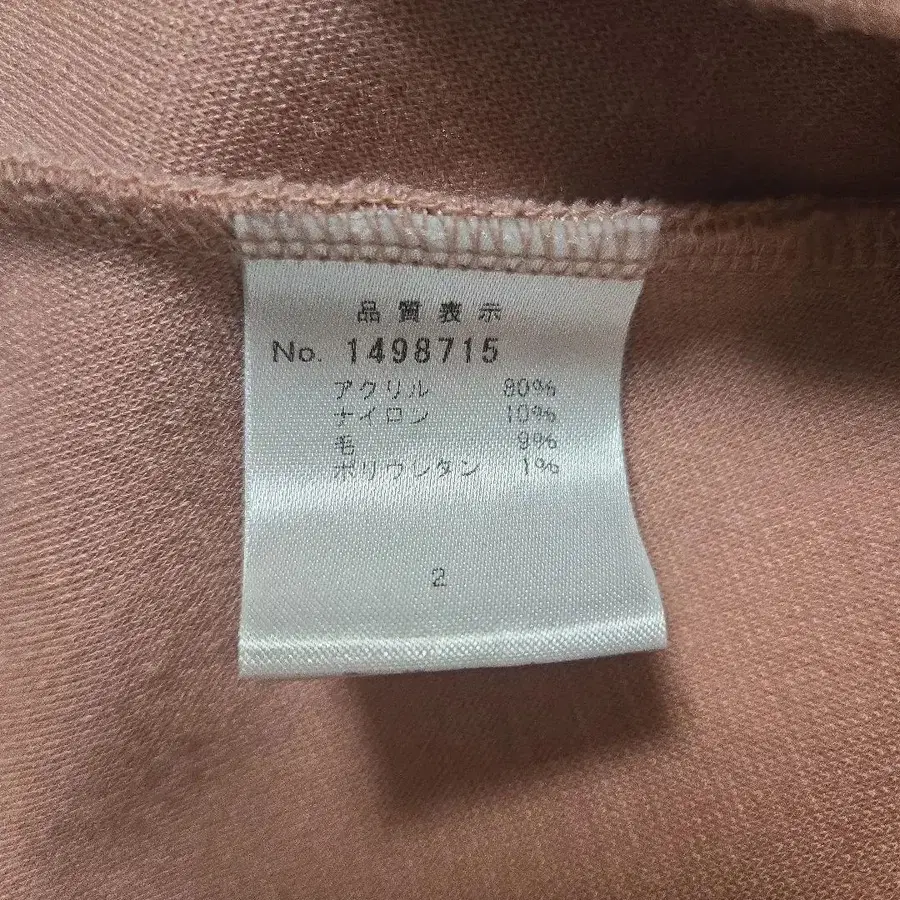 品質表示
No. 1498715
アクリル 80%
ナイロン 10%
毛 9%
ポリウレタン 1%
2